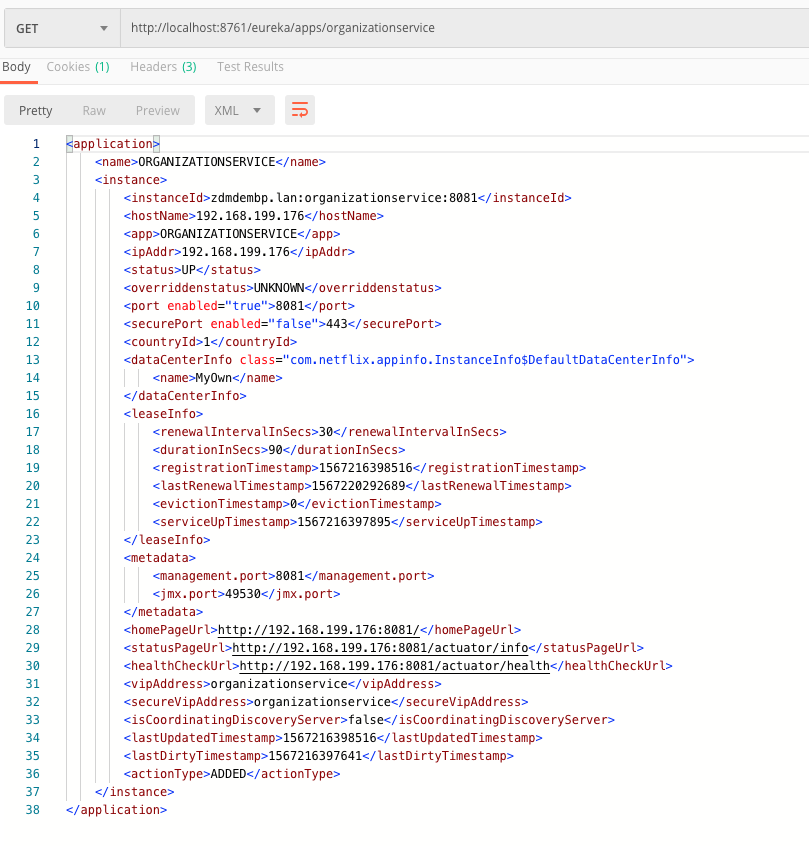 GET http://localhost:8761/eureka/apps/organizationservice
Body Cookies (1) Headers (3) Test Results
Pretty Raw Preview XML
1 <application>
2 <name>ORGANIZATIONSERVICE</name>
3 <instance>
4 <instanceId>zdmdembp.lan:organizationservice:8081</instanceId>
5 <hostName>192.168.199.176</hostName>
6 <app>ORGANIZATIONSERVICE</app>
7 <ipAddr>192.168.199.176</ipAddr>
8 <status>UP</status>
9 <overriddenstatus>UNKNOWN</overriddenstatus>
10 <port enabled="true">8081</port>
11 <securePort enabled="false">443</securePort>
12 <countryId>1</countryId>
13 <dataCenterInfo class="com.netflix.appinfo.InstanceInfo$DefaultDataCenterInfo">
14 <name>MyOwn</name>
15 </dataCenterInfo>
16 <leaseInfo>
17 <renewalIntervalInSecs>30</renewalIntervalInSecs>
18 <durationInSecs>90</durationInSecs>
19 <registrationTimestamp>1567216398516</registrationTimestamp>
20 <lastRenewalTimestamp>1567220292689</lastRenewalTimestamp>
21 <evictionTimestamp>0</evictionTimestamp>
22 <serviceUpTimestamp>1567216397895</serviceUpTimestamp>
23 </leaseInfo>
24 <metadata>
25 <management.port>8081</management.port>
26 <jmx.port>49530</jmx.port>
27 </metadata>
28 <homePageUrl>http://192.168.199.176:8081/</homePageUrl>
29 <statusPageUrl>http://192.168.199.176:8081/actuator/info</statusPageUrl>
30 <healthCheckUrl>http://192.168.199.176:8081/actuator/health</healthCheckUrl>
31 <vipAddress>organizationservice</vipAddress>
32 <secureVipAddress>organizationservice</secureVipAddress>
33 <isCoordinatingDiscoveryServer>false</isCoordinatingDiscoveryServer>
34 <lastUpdatedTimestamp>1567216398516</lastUpdatedTimestamp>
35 <lastDirtyTimestamp>1567216397641</lastDirtyTimestamp>
36 <actionType>ADDED</actionType>
37 </instance>
38 </application>